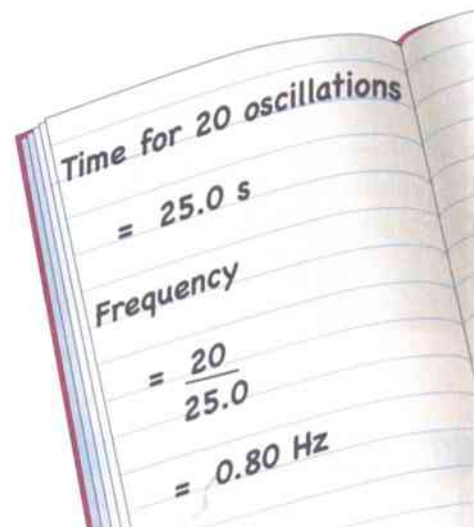 Time for 20 oscillations
= 25.0 s
Frequency
= 20
25.0
= 0.80 Hz